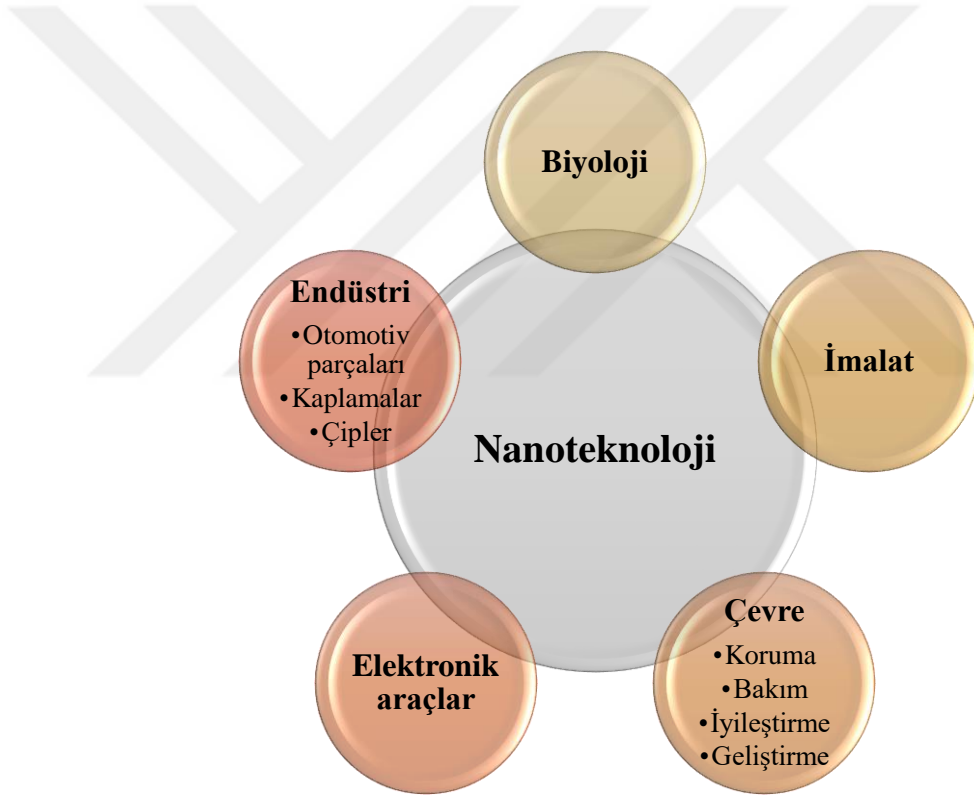 Biyoloji
Endüstri
•Otomotiv
parçaları
•Kaplamalar
•Çipler
İmalat
Nanoteknoloji
Elektronik
araçlar
Çevre
•Koruma
•Bakım
•İyileştirme
•Geliştirme